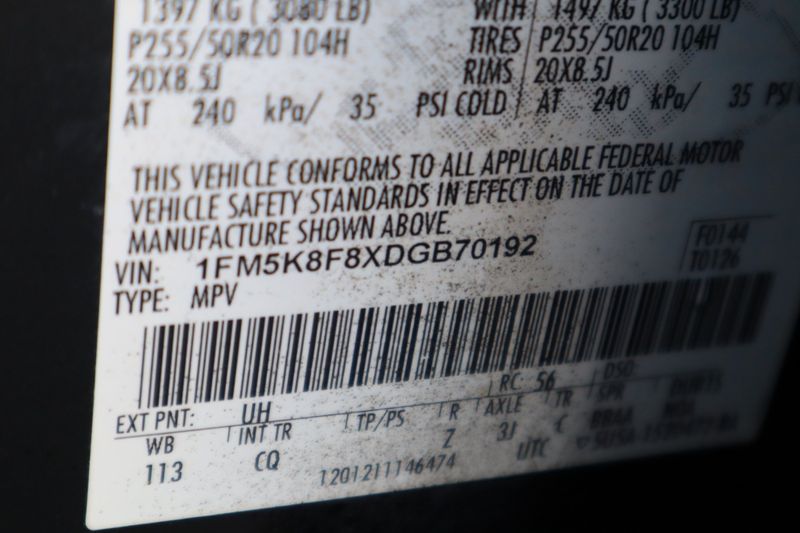 1397 KG ( 3080 LB) WITH 1497 KG ( 3300 LB)
P255/50R20 104H TIRES P255/50R20 104H
20X8.5J RIMS 20X8.5J
AT 240 kPa/ 35 PSI COLD AT 240 kPa/ 35 PSI
THIS VEHICLE CONFORMS TO ALL APPLICABLE FEDERAL MOTOR
VEHICLE SAFETY STANDARDS IN EFFECT ON THE DATE OF
MANUFACTURE SHOWN ABOVE.
VIN: 1FM5K8F8XDGB70192 F0144
TYPE: MPV T0126
RC: 56 DSO:
EXT PNT: UH
WB INT TR TP/PS R AXLE TR SPR
113 CQ Z 3J C
1201211146474 UTC